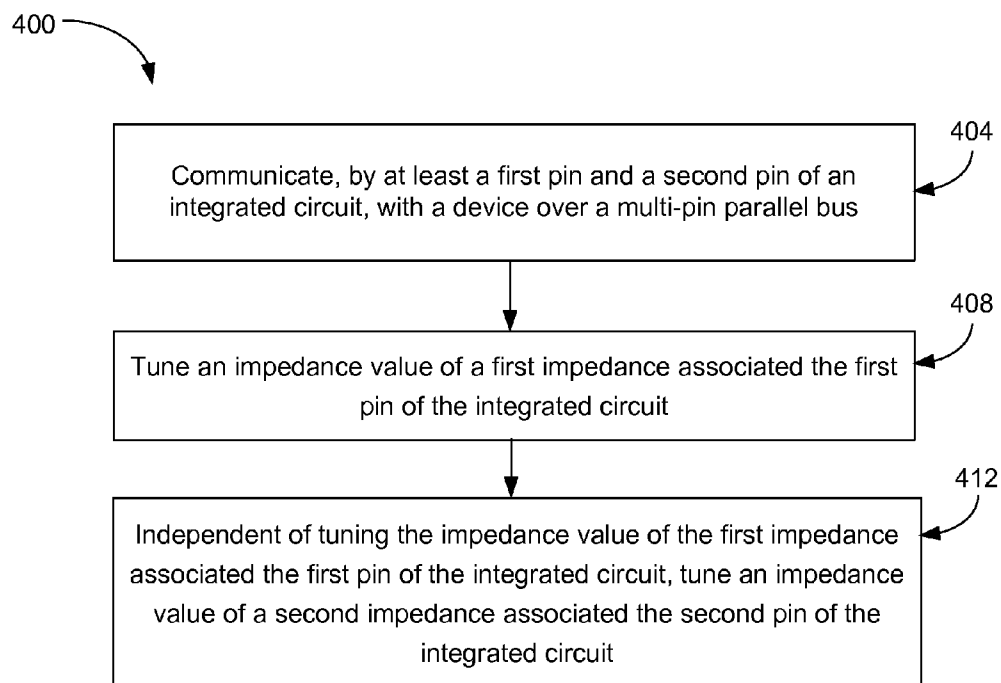 400
404
Communicate, by at least a first pin and a second pin of an
integrated circuit, with a device over a multi-pin parallel bus
408
Tune an impedance value of a first impedance associated the first
pin of the integrated circuit
412
Independent of tuning the impedance value of the first impedance
associated the first pin of the integrated circuit, tune an impedance
value of a second impedance associated the second pin of the
integrated circuit